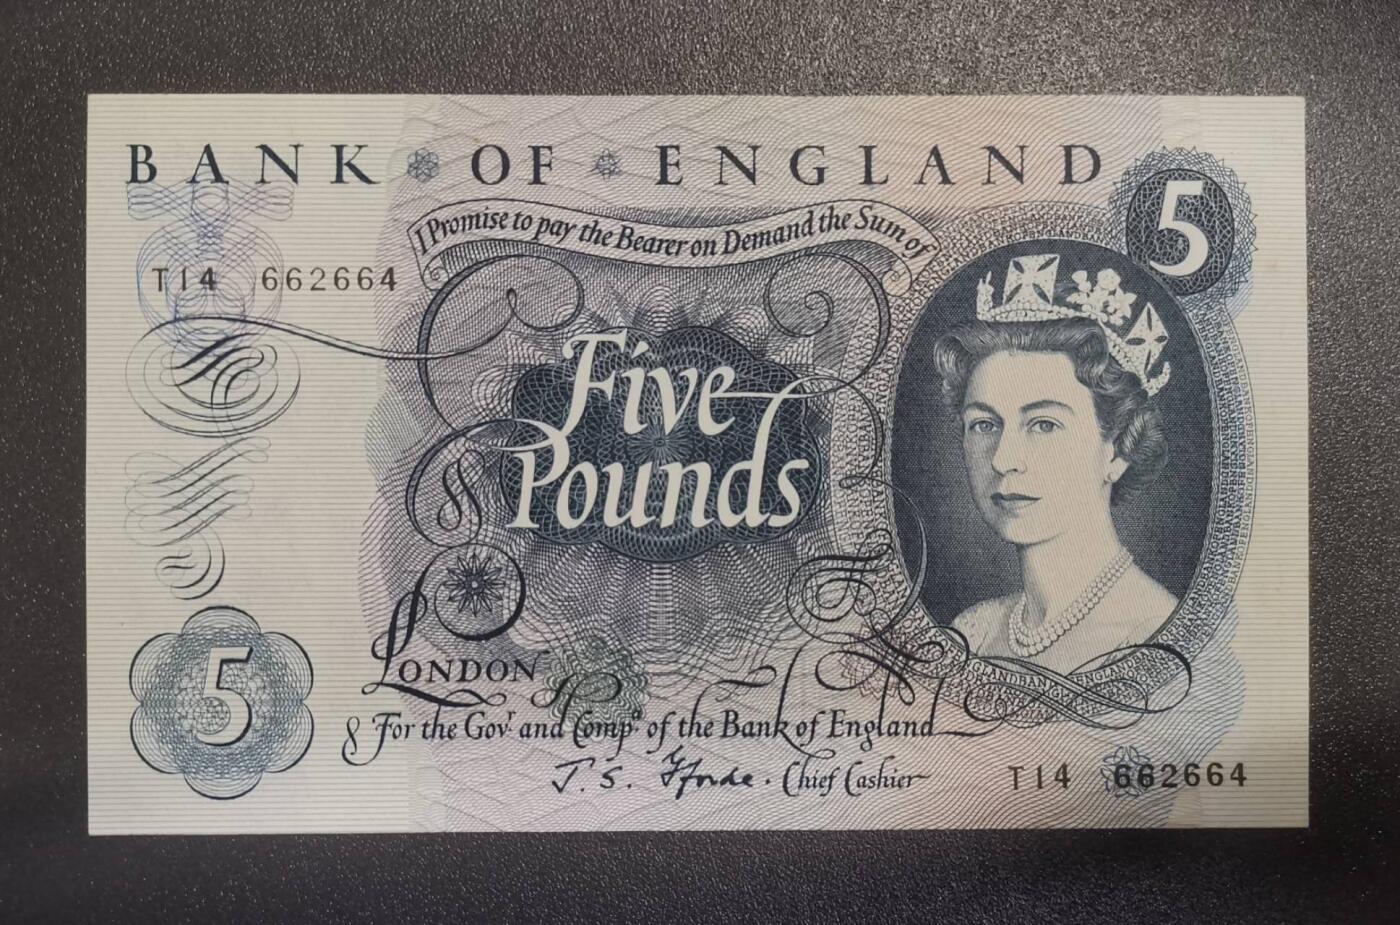 BANK OF ENGLAND
5
I Promise to pay the Bearer on Demand the Sum of
T14 662664
Five
Pounds
LONDON
5
For the Govr. and Compa. of the Bank of England
J. S. Fforde. Chief Cashier
T14 662664